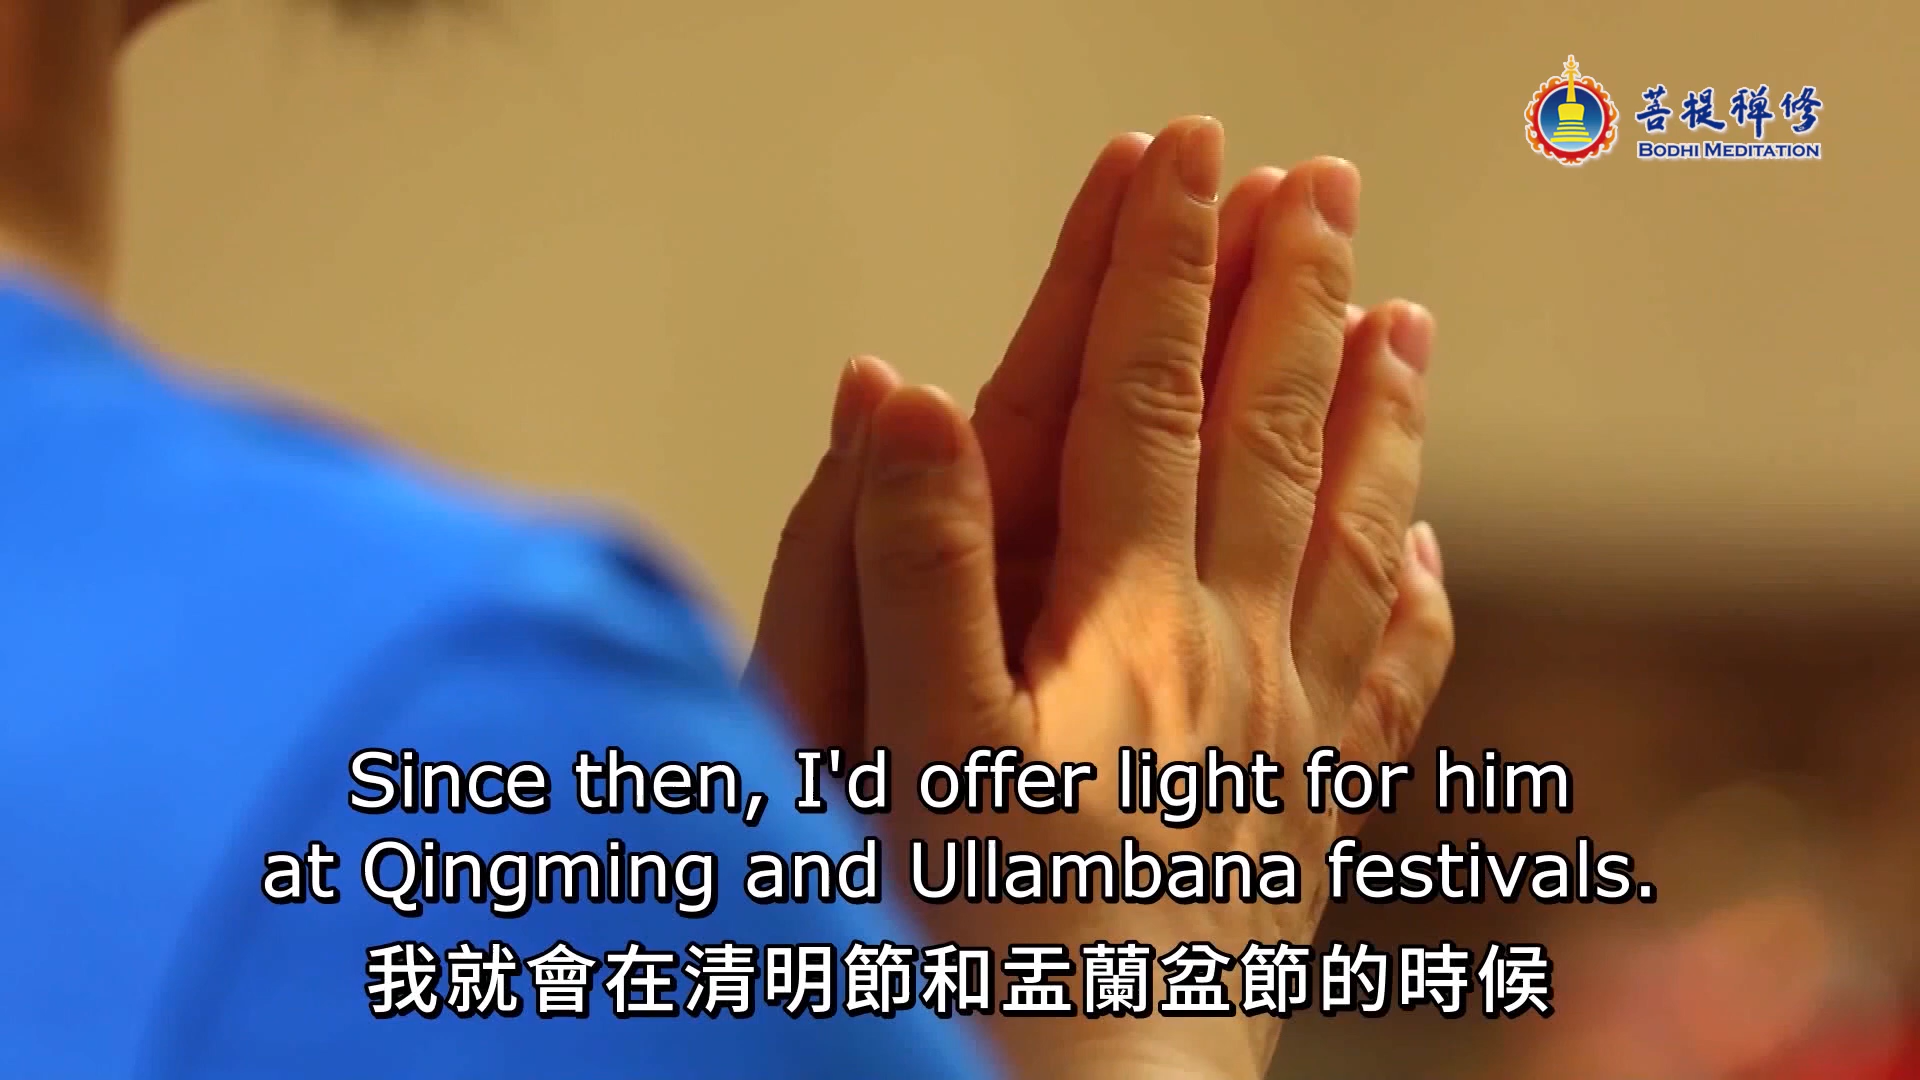 菩提禪修
BODHI MEDITATION
Since then, I'd offer light for him
at Qingming and Ullambana festivals.
我就會在清明節和盂蘭盆節的時候